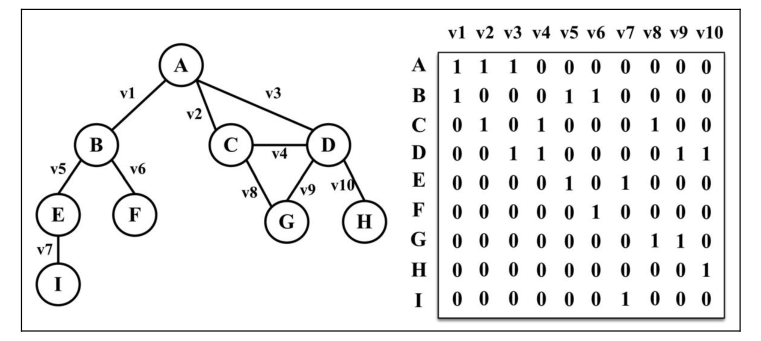 A
v1
v2
v3
B
C
v4
D
v5
v6
v8
v9
v10
E
F
G
H
v7
I
v1 v2 v3 v4 v5 v6 v7 v8 v9 v10
A 1 1 1 0 0 0 0 0 0 0
B 1 0 0 0 1 1 0 0 0 0
C 0 1 0 1 0 0 0 1 0 0
D 0 0 1 1 0 0 0 0 1 1
E 0 0 0 0 1 0 1 0 0 0
F 0 0 0 0 0 1 0 0 0 0
G 0 0 0 0 0 0 0 1 1 0
H 0 0 0 0 0 0 0 0 0 1
I 0 0 0 0 0 0 1 0 0 0